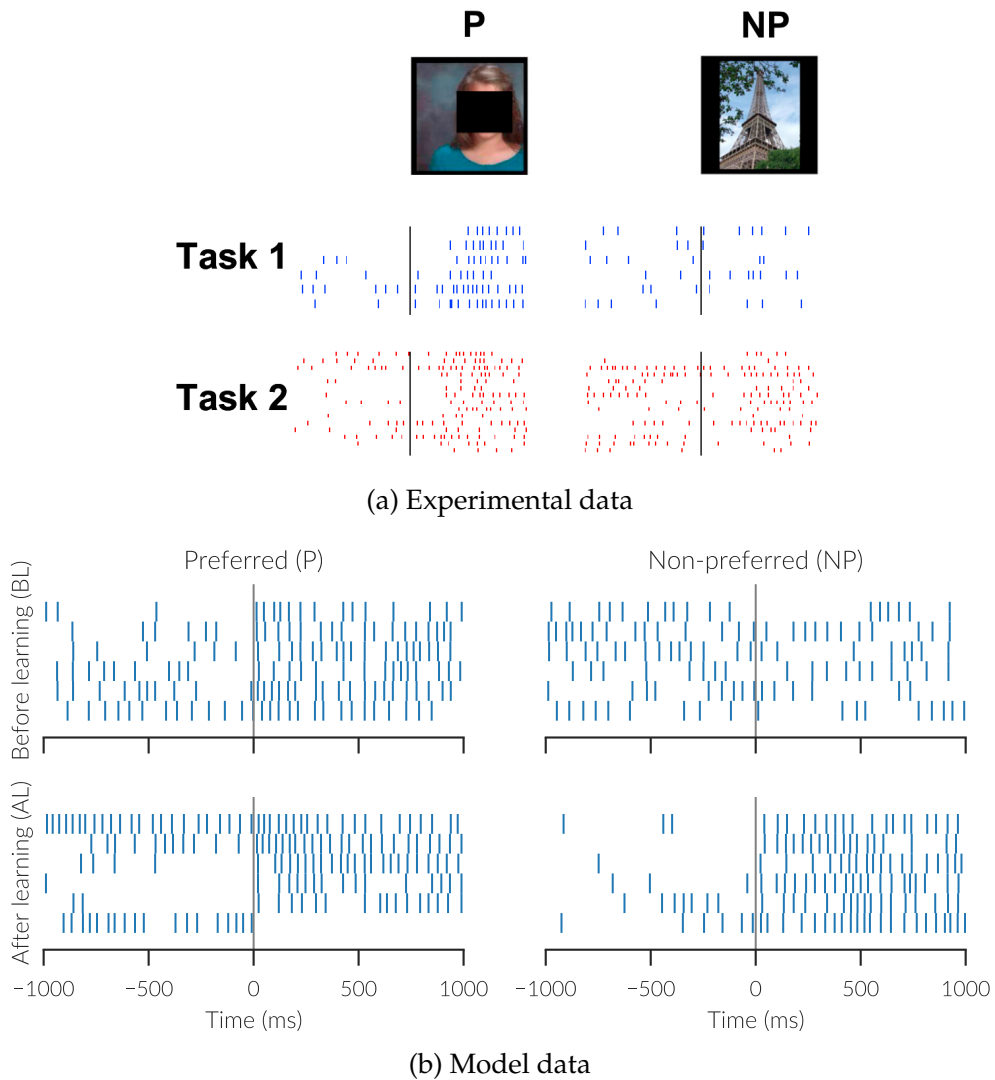 P NP
Task 1
Task 2
(a) Experimental data
Preferred (P) Non-preferred (NP)
Before learning (BL)
After learning (AL)
−1000 −500 0 500 1000 −1000 −500 0 500 1000
Time (ms) Time (ms)
(b) Model data